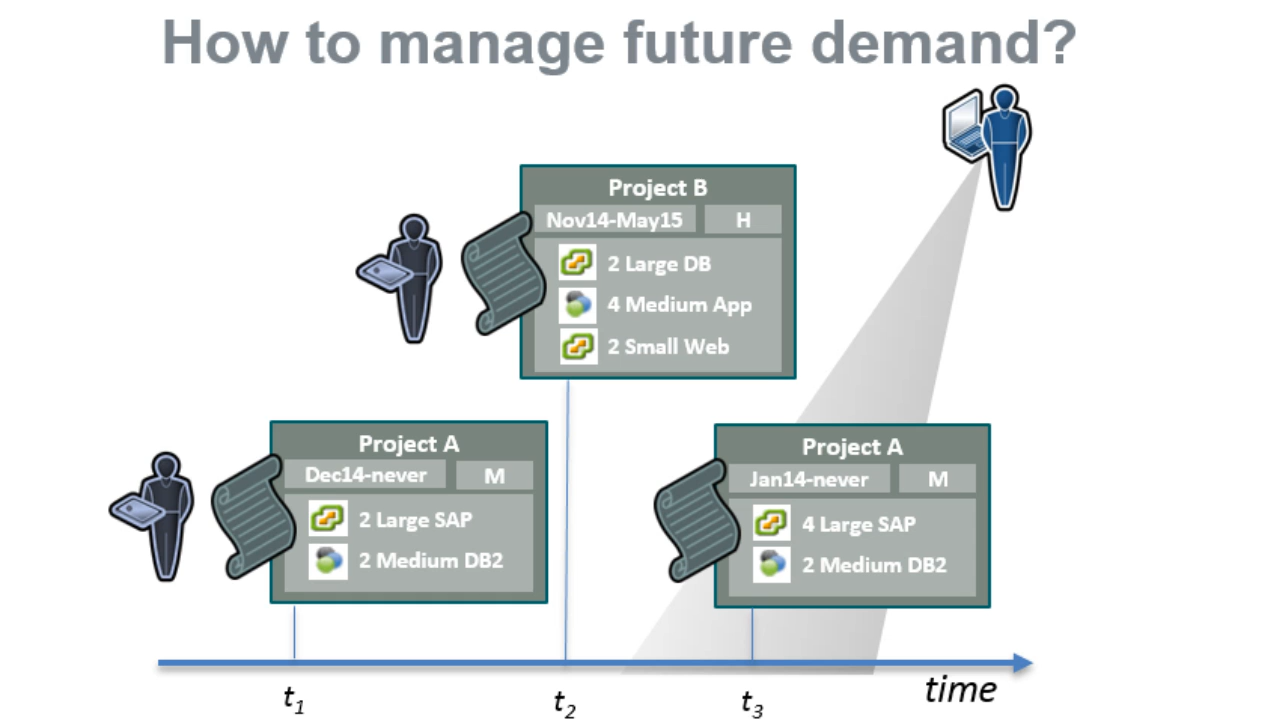 How to manage future demand?
Project B
Nov14-May15 H
2 Large DB
4 Medium App
2 Small Web
Project A
Dec14-never M
2 Large SAP
2 Medium DB2
Project A
Jan14-never M
4 Large SAP
2 Medium DB2
t1 t2 t3 time